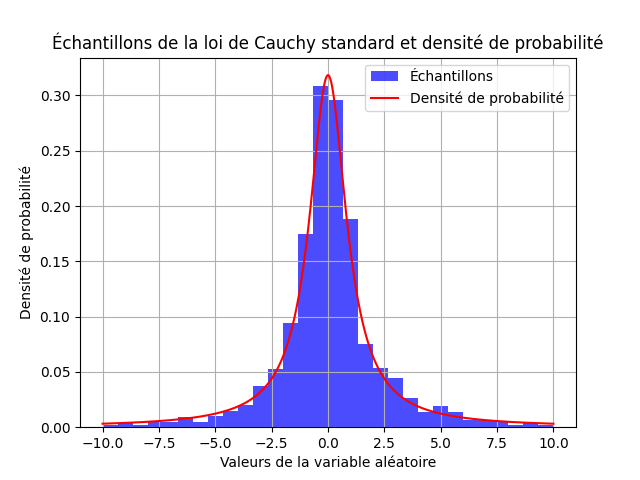 Échantillons de la loi de Cauchy standard et densité de probabilité
Échantillons
Densité de probabilité
Densité de probabilité
0.30
0.25
0.20
0.15
0.10
0.05
0.00
−10.0 −7.5 −5.0 −2.5 0.0 2.5 5.0 7.5 10.0
Valeurs de la variable aléatoire